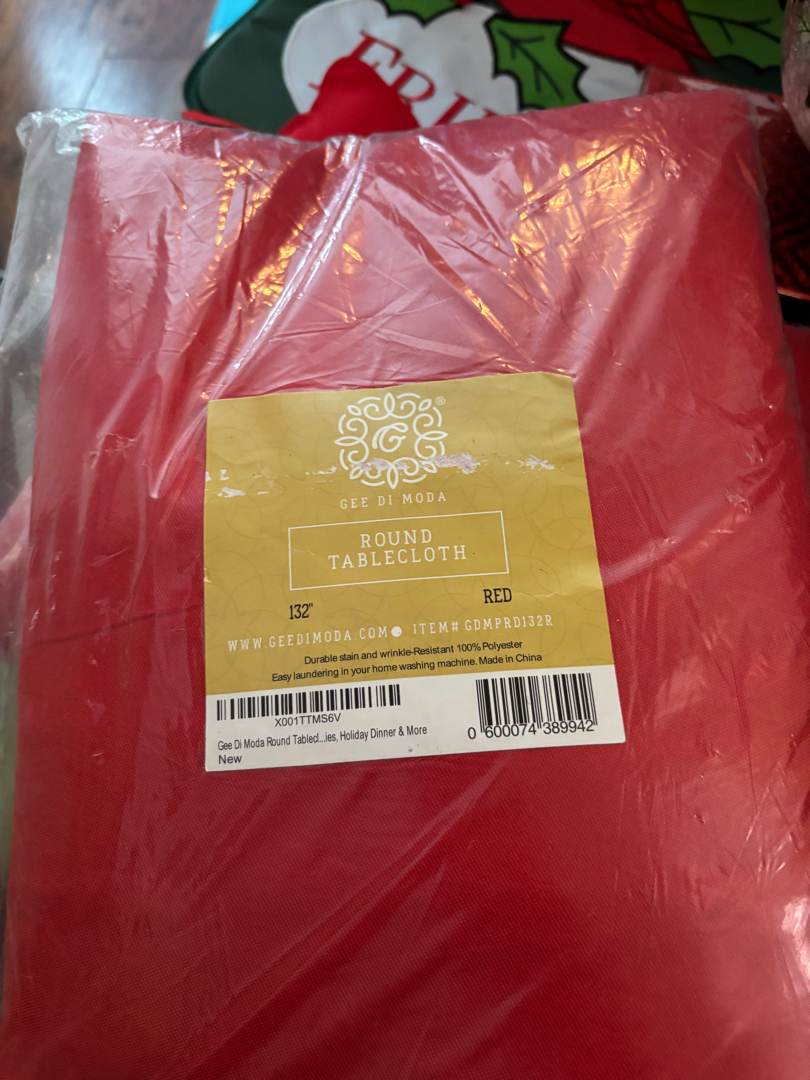 G
®
GEE DI MODA
ROUND
TABLECLOTH
132" RED
WWW.GEEDIMODA.COM ● ITEM# GDMPRD132R
Durable stain and wrinkle-Resistant 100% Polyester
Easy laundering in your home washing machine. Made in China
X001TTMS6V
Gee Di Moda Round Tablecl...ies, Holiday Dinner & More
New
0 600074 389942